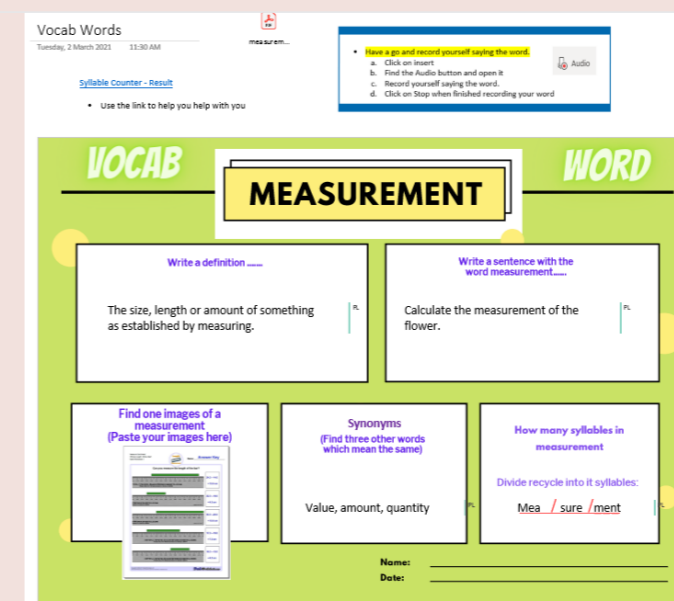 Vocab Words
Tuesday, 2 March 2021 11:30 AM
measurem...
Syllable Counter - Result
• Use the link to help you help with you
• Have a go and record yourself saying the word.
a. Click on insert
b. Find the Audio button and open it
c. Record yourself saying the word.
d. Click on Stop when finished recording your word
Audio
VOCAB
WORD
MEASUREMENT
Write a definition ......
The size, length or amount of something
as established by measuring.
PL
Write a sentence with the
word measurement......
Calculate the measurement of the
flower.
PL
Find one images of a
measurement
(Paste your images here)
Synonyms
(Find three other words
which mean the same)
Value, amount, quantity
PL
How many syllables in
measurement
Divide recycle into it syllables:
Mea / sure / ment
PL
Name:
Date: